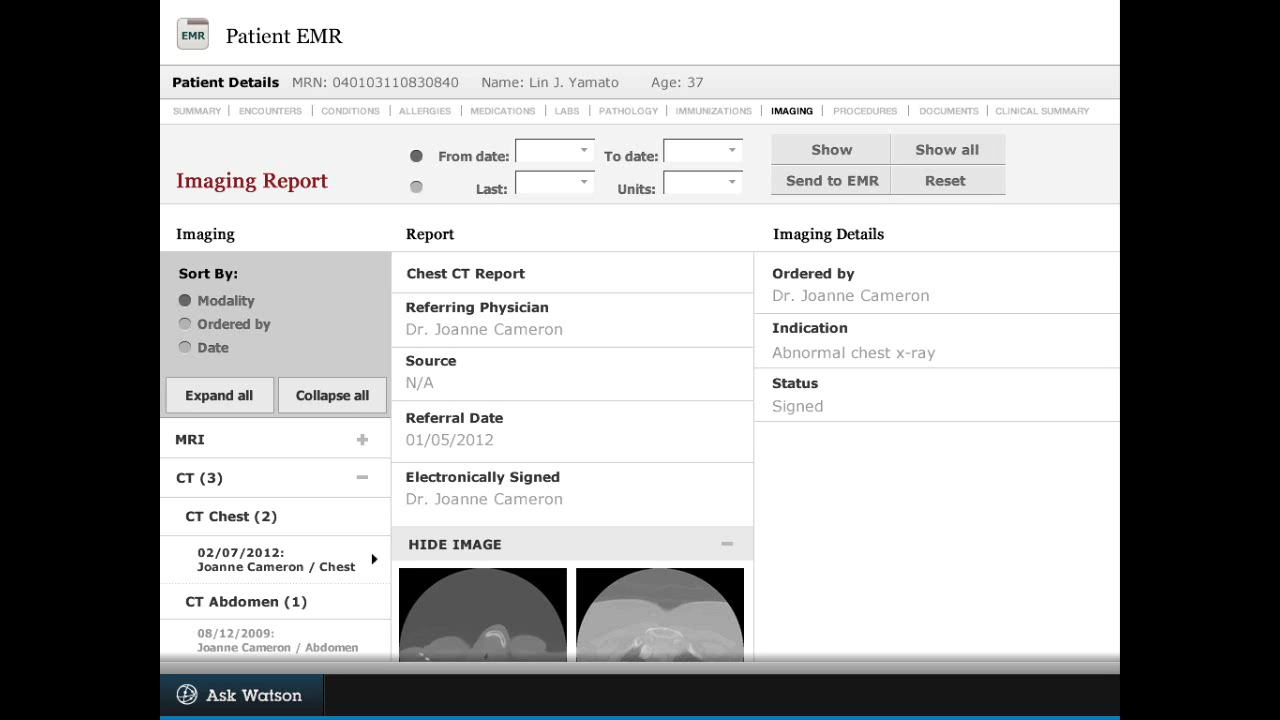 EMR Patient EMR
Patient Details MRN: 040103110830840 Name: Lin J. Yamato Age: 37
SUMMARY | ENCOUNTERS | CONDITIONS | ALLERGIES | MEDICATIONS | LABS | PATHOLOGY | IMMUNIZATIONS | IMAGING | PROCEDURES | DOCUMENTS | CLINICAL SUMMARY
Imaging Report
From date: To date:
Last: Units:
Show Show all
Send to EMR Reset
Imaging
Sort By:
Modality
Ordered by
Date
Expand all Collapse all
MRI +
CT (3) −
CT Chest (2)
02/07/2012:
Joanne Cameron / Chest
CT Abdomen (1)
08/12/2009:
Joanne Cameron / Abdomen
Report
Chest CT Report
Referring Physician
Dr. Joanne Cameron
Source
N/A
Referral Date
01/05/2012
Electronically Signed
Dr. Joanne Cameron
HIDE IMAGE −
Imaging Details
Ordered by
Dr. Joanne Cameron
Indication
Abnormal chest x-ray
Status
Signed
Ask Watson